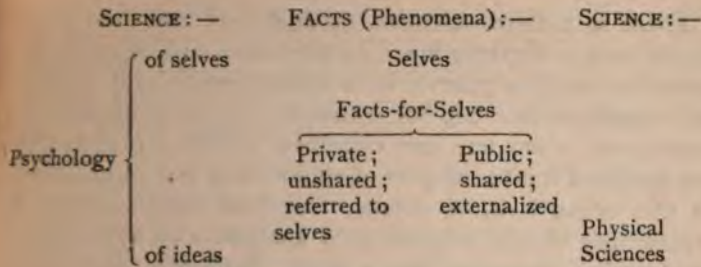 SCIENCE:— FACTS (Phenomena):— SCIENCE:—
of selves Selves
Facts-for-Selves
Psychology Private; Public;
unshared; shared;
referred to externalized
selves Physical
of ideas Sciences